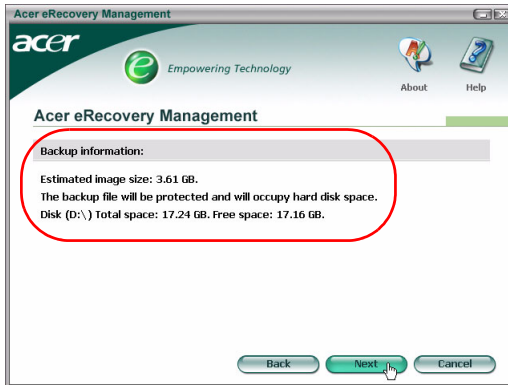 Acer eRecovery Management
acer
e
Empowering Technology
About
Help
Acer eRecovery Management
Backup information:
Estimated image size: 3.61 GB.
The backup file will be protected and will occupy hard disk space.
Disk (D:\) Total space: 17.24 GB. Free space: 17.16 GB.
Back
Next
Cancel